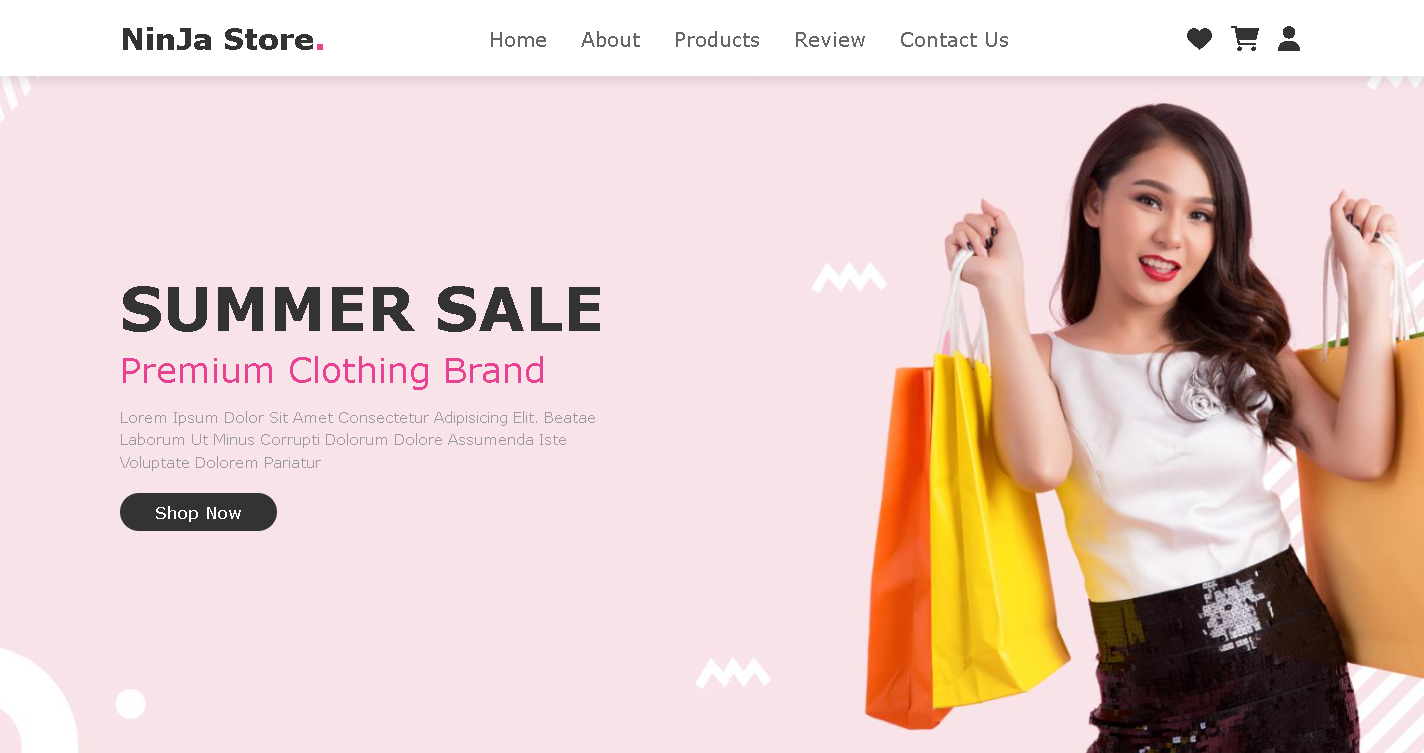 NinJa Store.
Home About Products Review Contact Us
SUMMER SALE
Premium Clothing Brand
Lorem Ipsum Dolor Sit Amet Consectetur Adipisicing Elit. Beatae
Laborum Ut Minus Corrupti Dolorum Dolore Assumenda Iste
Voluptate Dolorem Pariatur
Shop Now